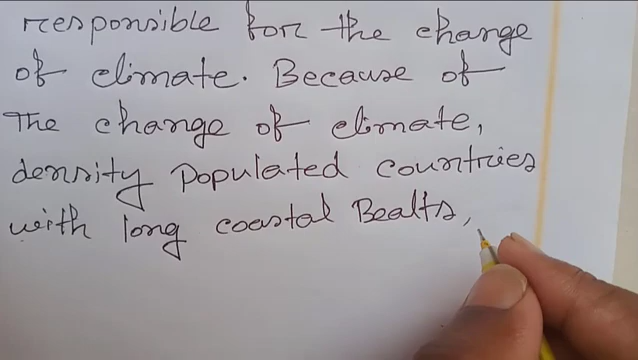 responsible for the change
of climate. Because of
The change of climate,
density populated countries
with long coastal Bealts,